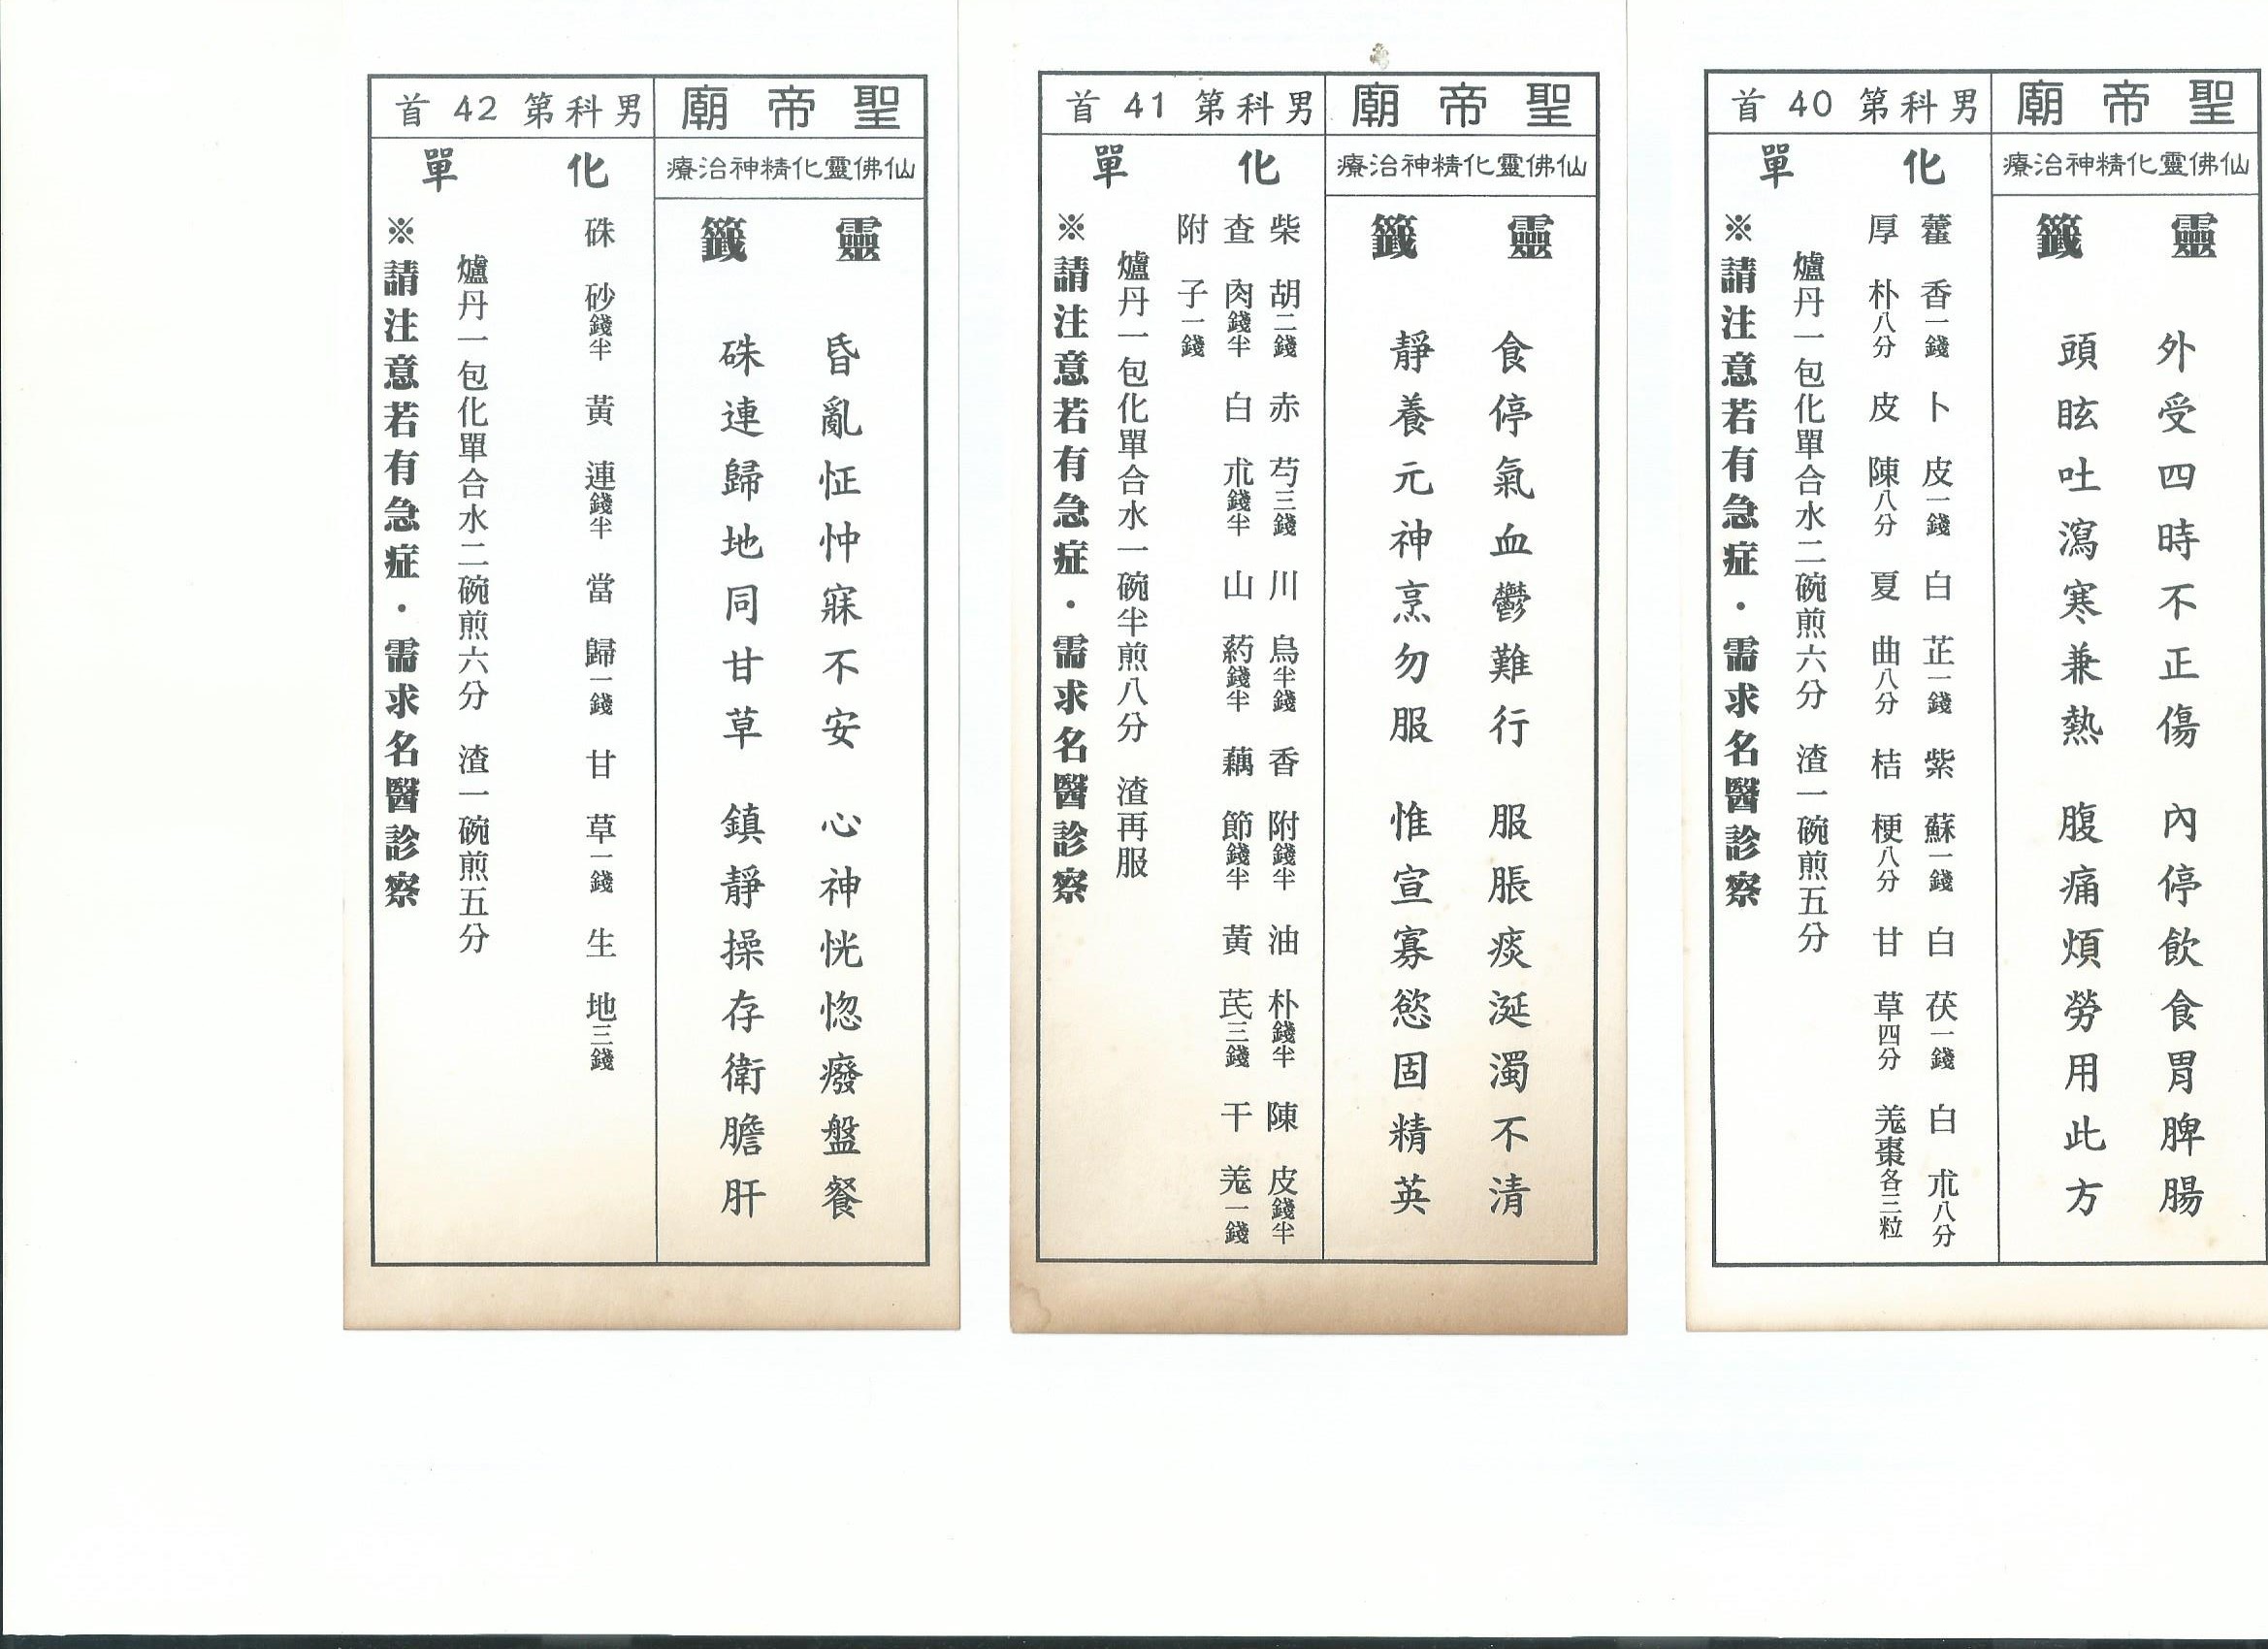 聖帝廟
男科第40首
仙佛靈化精神治療
靈籤
外受四時不正傷 內停飲食胃脾腸
頭眩吐瀉寒兼熱 腹痛煩勞用此方
化單
藿香一錢 卜皮一錢 白芷一錢 紫蘇一錢 白茯一錢 白朮八分
厚朴八分 皮陳八分 夏曲八分 桔梗八分 甘草四分 羗棗各三粒
爐丹一包化單合水二碗煎六分 渣一碗煎五分
※請注意若有急症・需求名醫診察
聖帝廟
男科第41首
仙佛靈化精神治療
靈籤
食停氣血鬱難行 服脹痰涎濁不清
靜養元神烹勿服 惟宣寡慾固精英
化單
柴胡二錢 赤芍三錢 川烏半錢 香附錢半 油朴錢半 陳皮錢半
查肉錢半 白朮錢半 山葯錢半 藕節錢半 黃芪三錢 干羗一錢
附子一錢
爐丹一包化單合水一碗半煎八分 渣再服
※請注意若有急症・需求名醫診察
聖帝廟
男科第42首
仙佛靈化精神治療
靈籤
昏亂怔忡寐不安 心神恍惚癈盤餐
硃連歸地同甘草 鎮靜操存衛膽肝
化單
硃砂錢半 黃連錢半 當歸一錢 甘草一錢 生地三錢
爐丹一包化單合水二碗煎六分 渣一碗煎五分
※請注意若有急症・需求名醫診察